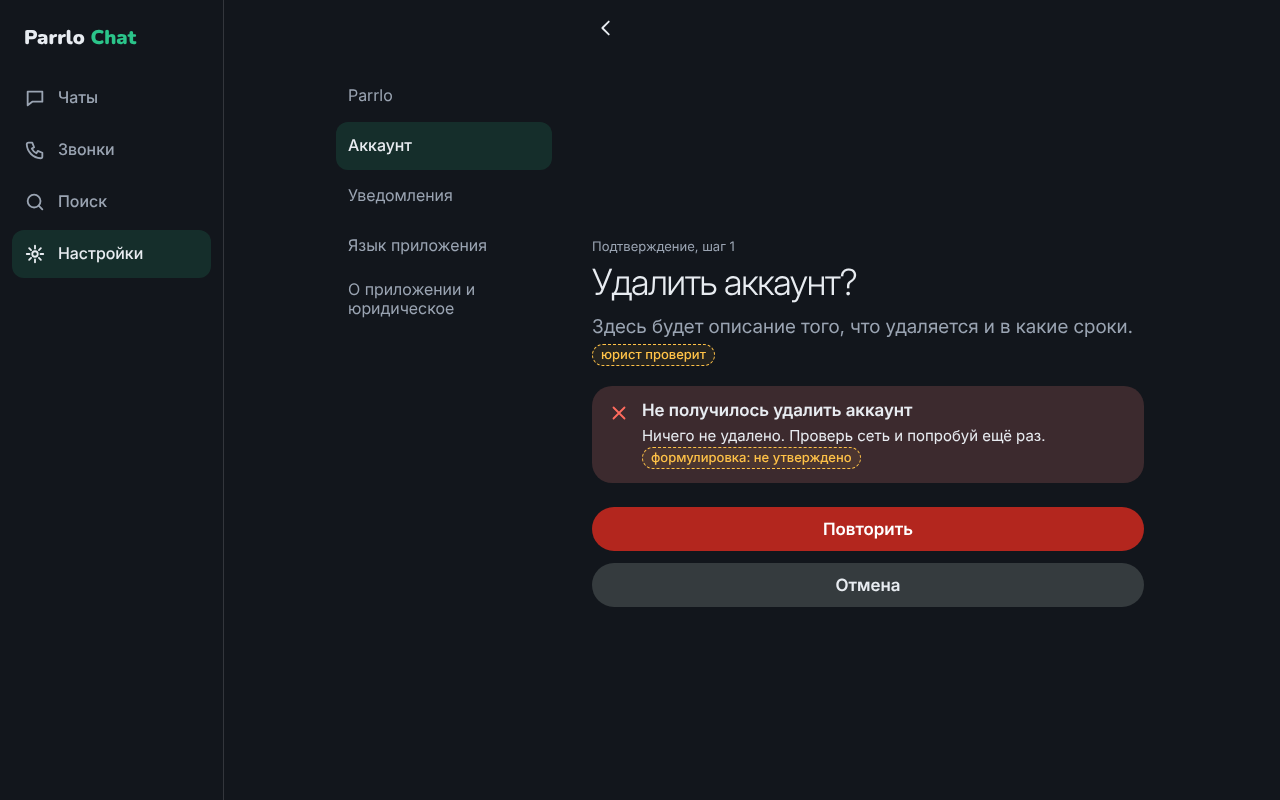 Parrlo Chat
Чаты
Звонки
Поиск
Настройки
Parrlo
Аккаунт
Уведомления
Язык приложения
О приложении и
юридическое
Подтверждение, шаг 1
Удалить аккаунт?
Здесь будет описание того, что удаляется и в какие сроки.
юрист проверит
Не получилось удалить аккаунт
Ничего не удалено. Проверь сеть и попробуй ещё раз.
формулировка: не утверждено
Повторить
Отмена